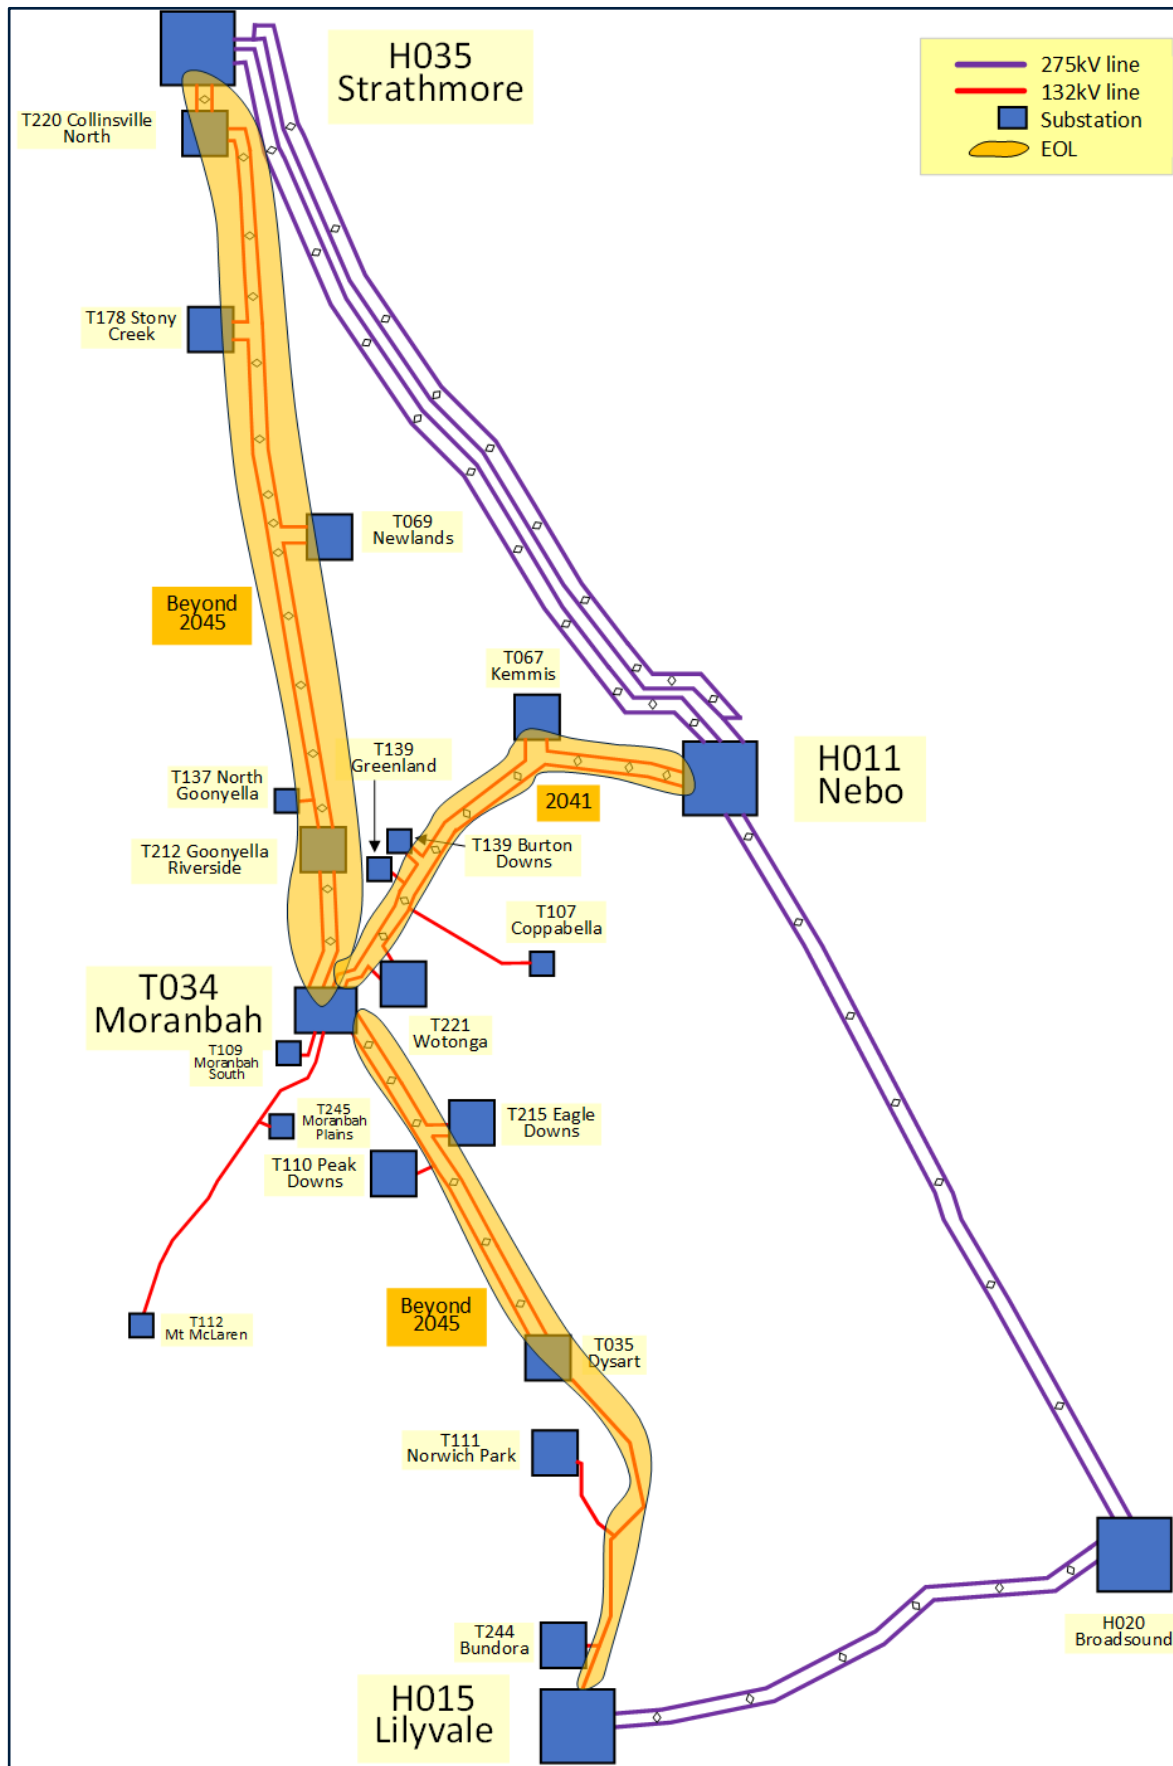 H035
Strathmore
275kV line
132kV line
Substation
EOL
T220 Collinsville
North
T178 Stony
Creek
T069
Newlands
Beyond
2045
T067
Kemmis
T139
Greenland
T137 North
Goonyella
H011
Nebo
2041
T212 Goonyella
Riverside
T139 Burton
Downs
T107
Coppabella
T034
Moranbah
T221
Wotonga
T109
Moranbah
South
T245
Moranbah
Plains
T215 Eagle
Downs
T110 Peak
Downs
Beyond
2045
T112
Mt McLaren
T035
Dysart
T111
Norwich Park
T244
Bundora
H020
Broadsound
H015
Lilyvale